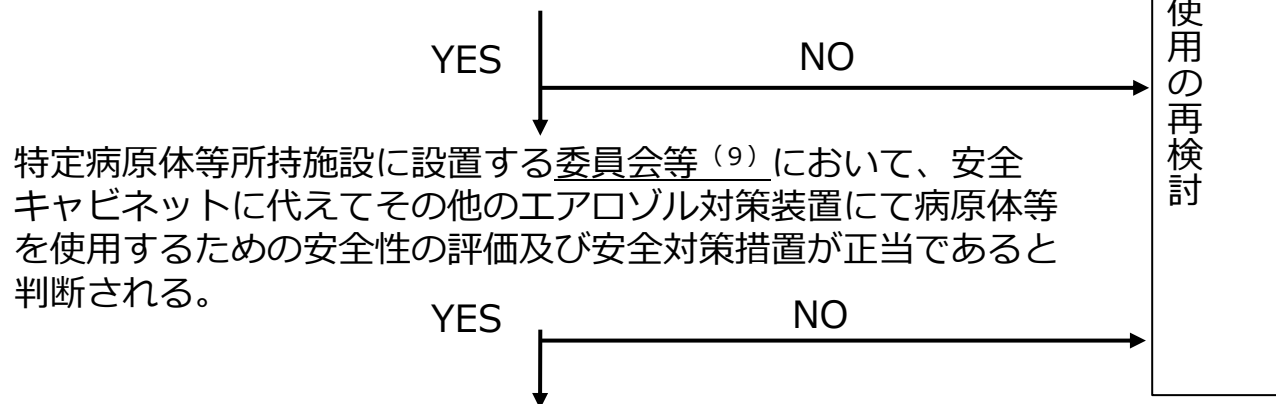 YES
NO
特定病原体等所持施設に設置する委員会等（9）において、安全
キャビネットに代えてその他のエアロゾル対策装置にて病原体等
を使用するための安全性の評価及び安全対策措置が正当であると
判断される。
YES
NO
使用の再検討